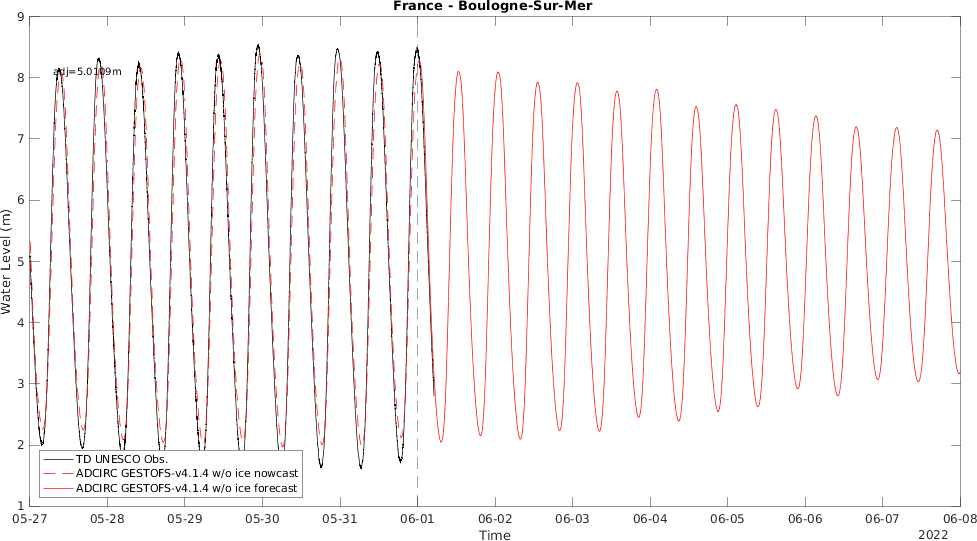 France - Boulogne-Sur-Mer
9
8
7
6
5
4
3
2
1
Water Level (m)
adj=5.0109m
TD UNESCO Obs.
ADCIRC GESTOFS-v4.1.4 w/o ice nowcast
ADCIRC GESTOFS-v4.1.4 w/o ice forecast
05-27 05-28 05-29 05-30 05-31 06-01 06-02 06-03 06-04 06-05 06-06 06-07 06-08
Time
2022